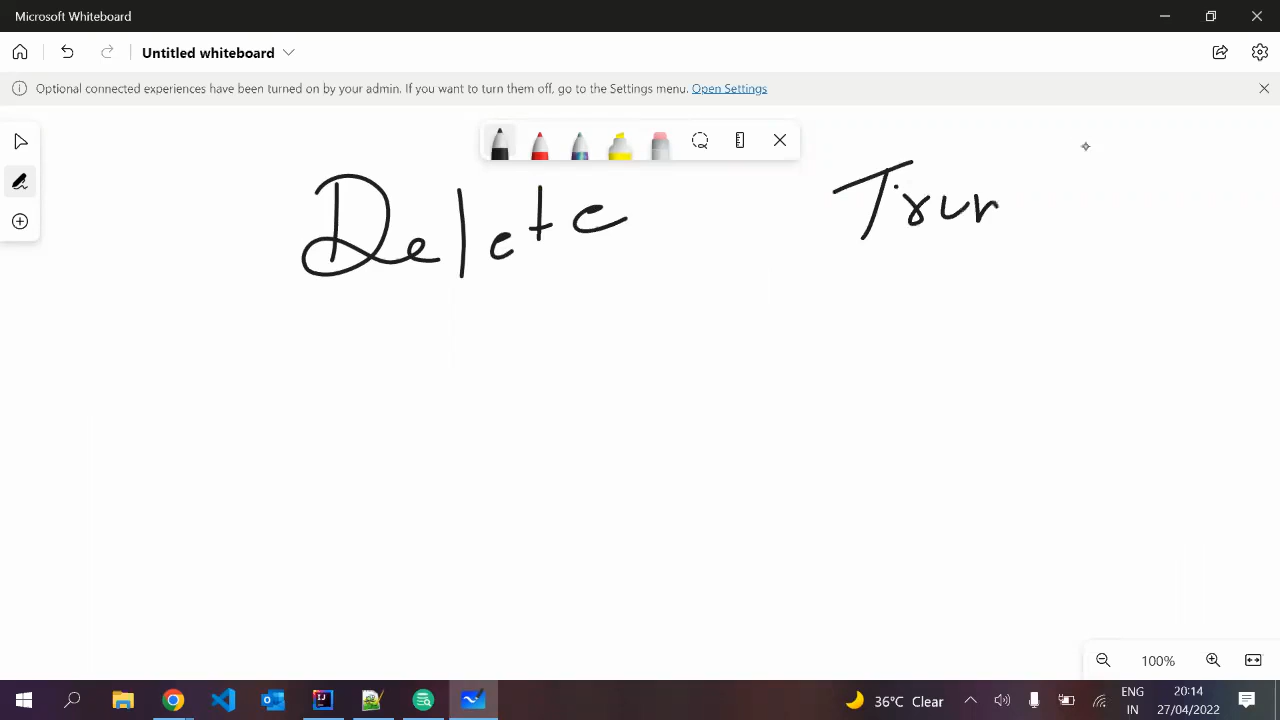 Microsoft Whiteboard
Untitled whiteboard
Optional connected experiences have been turned on by your admin. If you want to turn them off, go to the Settings menu. Open Settings
Delete Trun
100%
36°C Clear
ENG
IN
20:14
27/04/2022